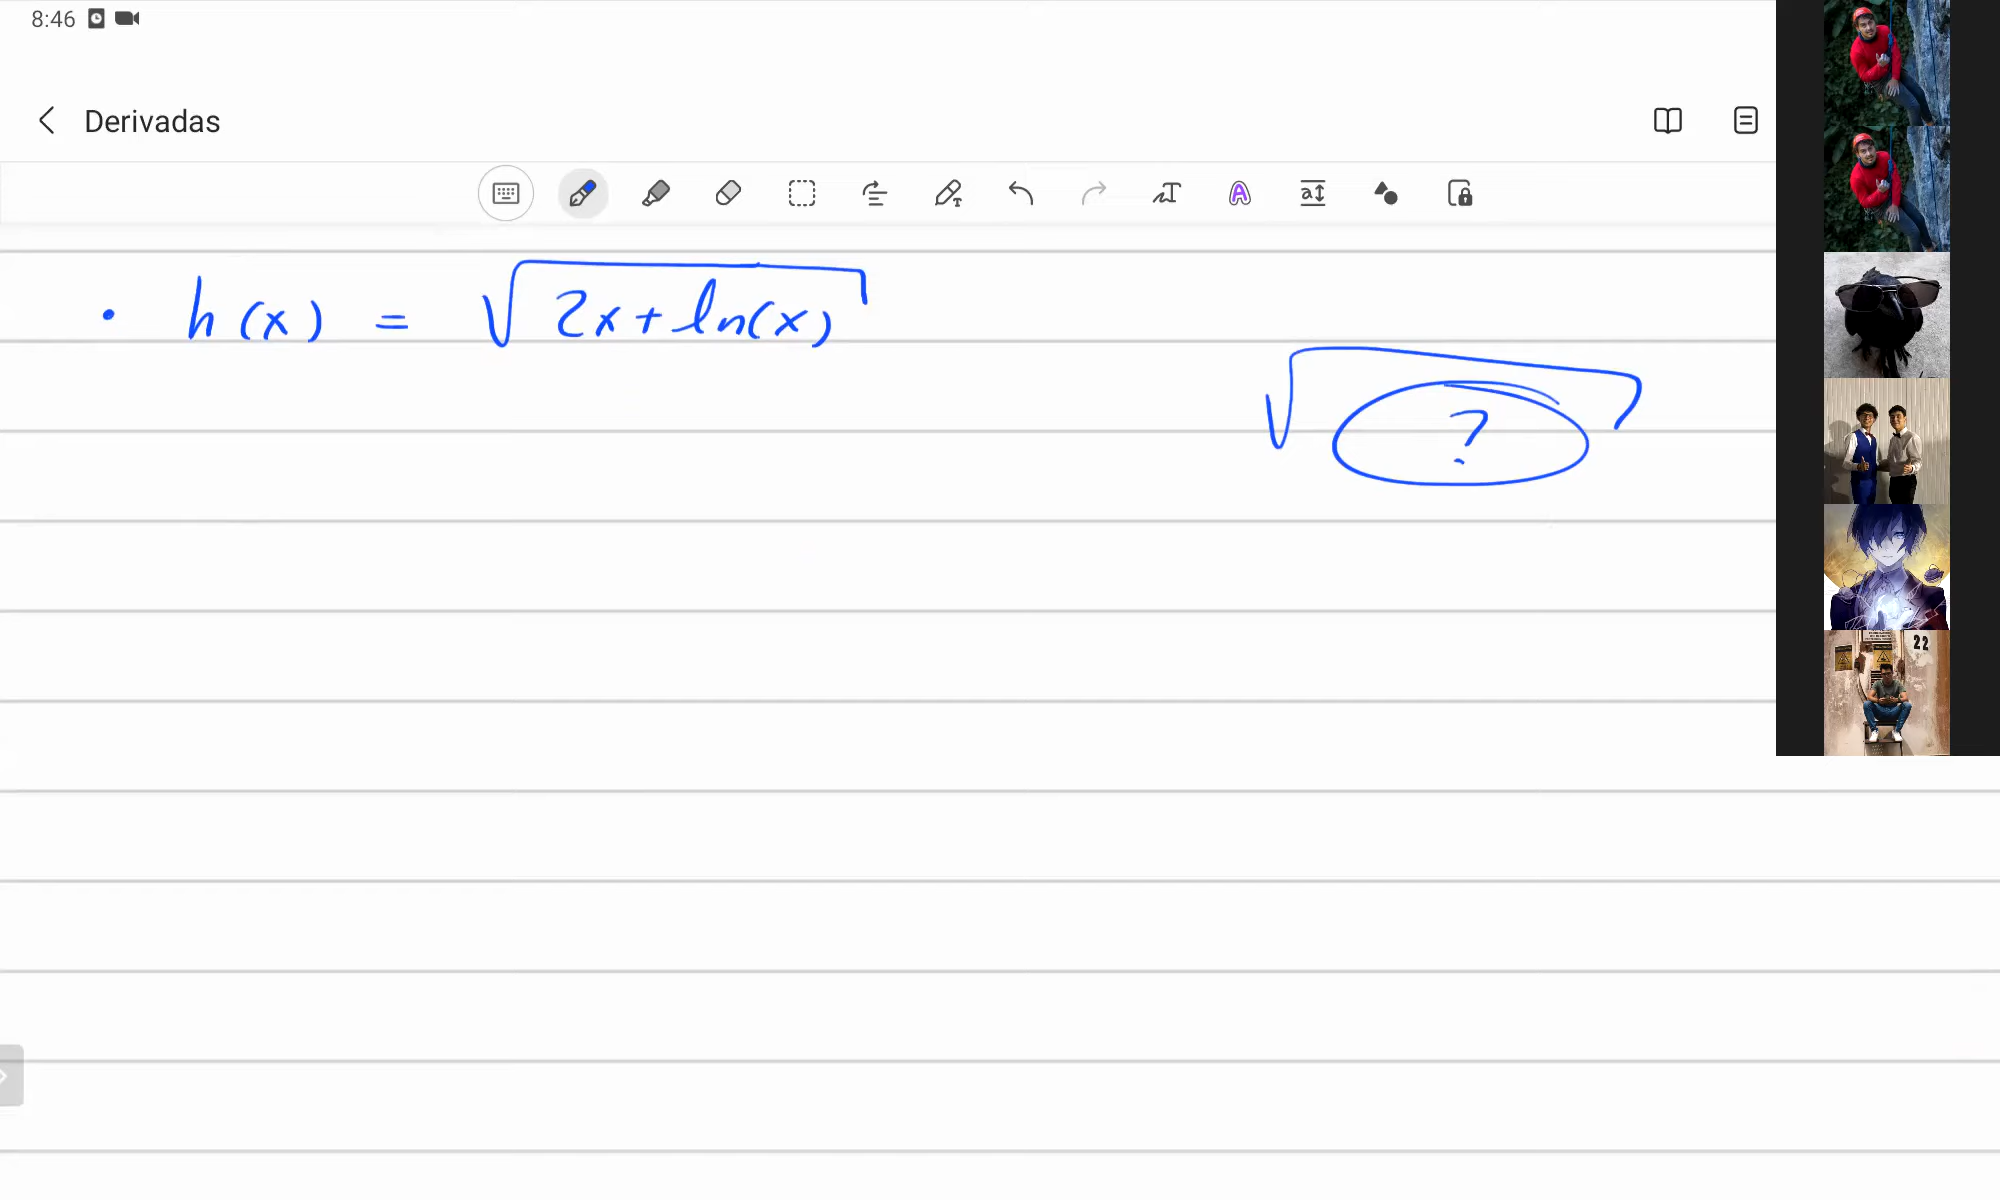 8:46
Derivadas
• h(x) = √2x+ln(x)
√?
22